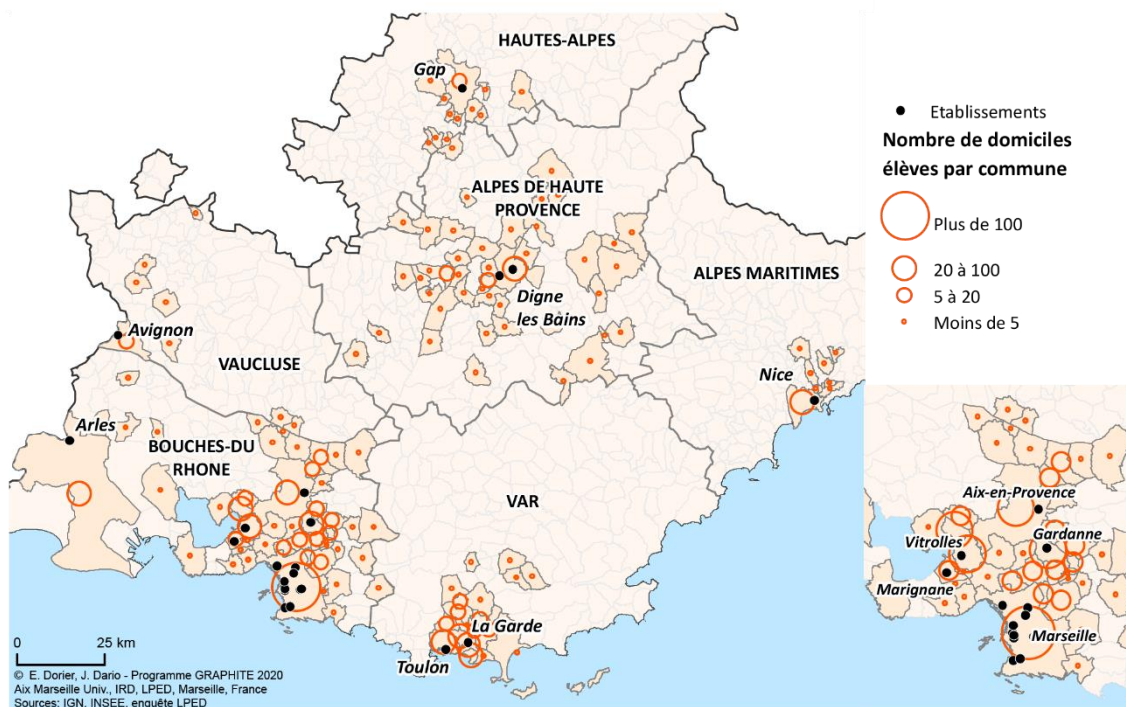 HAUTES-ALPES
Gap
ALPES DE HAUTE
PROVENCE
ALPES MARITIMES
Digne
les Bains
Avignon
VAUCLUSE
Nice
Arles
BOUCHES-DU
RHONE
VAR
La Garde
Toulon
0 25 km
© E. Dorier, J. Dario - Programme GRAPHITE 2020
Aix Marseille Univ., IRD, LPED, Marseille, France
Sources: IGN, INSEE, enquête LPED
Etablissements
Nombre de domiciles
élèves par commune
Plus de 100
20 à 100
5 à 20
Moins de 5
Aix-en-Provence
Gardanne
Vitrolles
Marignane
Marseille